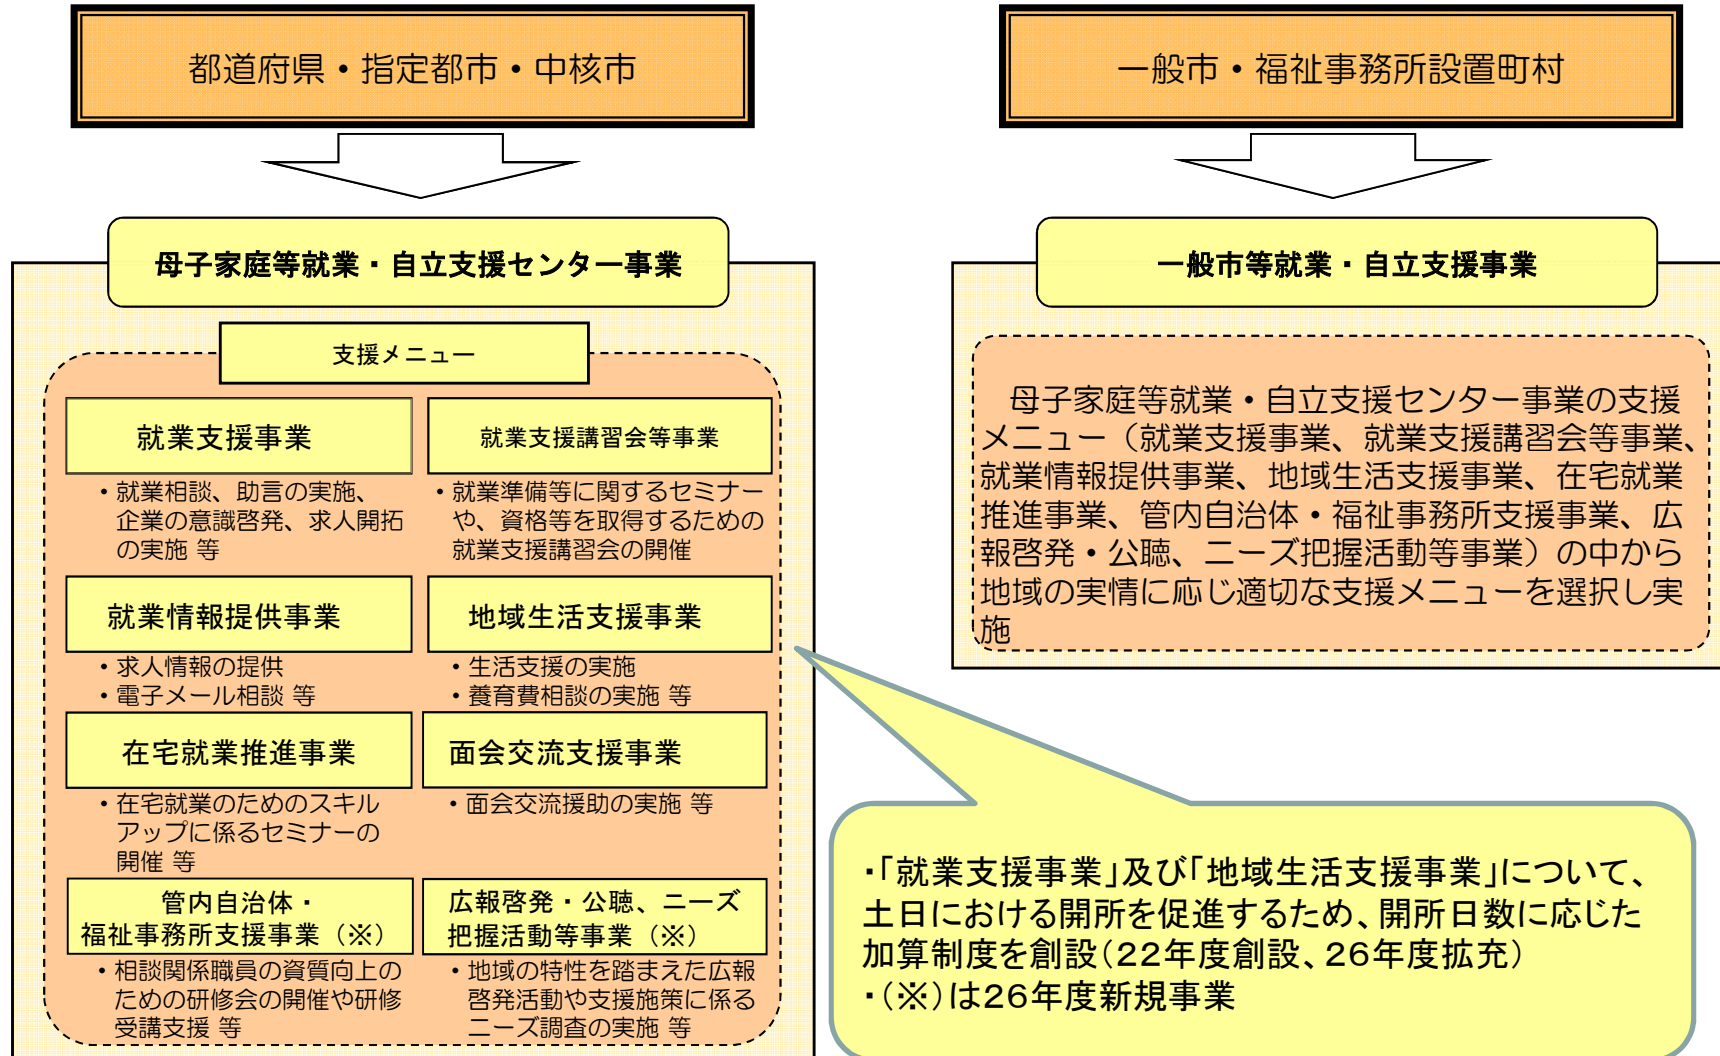 都道府県・指定都市・中核市
母子家庭等就業・自立支援センター事業
支援メニュー
就業支援事業
・就業相談、助言の実施、
企業の意識啓発、求人開拓
の実施 等
就業支援講習会等事業
・就業準備等に関するセミナー
や、資格等を取得するための
就業支援講習会の開催
就業情報提供事業
・求人情報の提供
・電子メール相談 等
地域生活支援事業
・生活支援の実施
・養育費相談の実施 等
在宅就業推進事業
・在宅就業のためのスキル
アップに係るセミナーの
開催 等
面会交流支援事業
・面会交流援助の実施 等
管内自治体・
福祉事務所支援事業（※）
・相談関係職員の資質向上の
ための研修会の開催や研修
受講支援 等
広報啓発・公聴、ニーズ
把握活動等事業（※）
・地域の特性を踏まえた広報
啓発活動や支援施策に係る
ニーズ調査の実施 等
一般市・福祉事務所設置町村
一般市等就業・自立支援事業
母子家庭等就業・自立支援センター事業の支援
メニュー（就業支援事業、就業支援講習会等事業、
就業情報提供事業、地域生活支援事業、在宅就業
推進事業、管内自治体・福祉事務所支援事業、広
報啓発・公聴、ニーズ把握活動等事業）の中から
地域の実情に応じ適切な支援メニューを選択し実
施
・「就業支援事業」及び「地域生活支援事業」について、
土日における開所を促進するため、開所日数に応じた
加算制度を創設（２２年度創設、２６年度拡充）
・（※）は２６年度新規事業